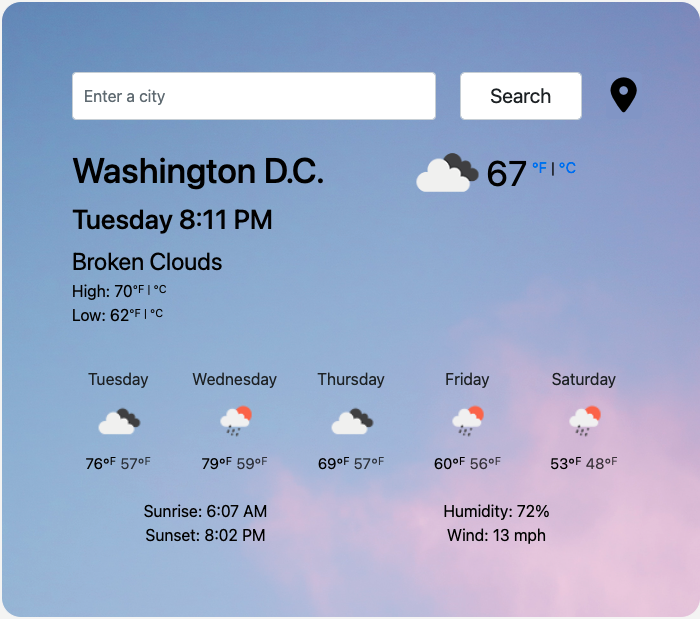 Enter a city
Search
Washington D.C.
67 °F | °C
Tuesday 8:11 PM
Broken Clouds
High: 70°F | °C
Low: 62°F | °C
Tuesday Wednesday Thursday Friday Saturday
76°F 57°F 79°F 59°F 69°F 57°F 60°F 56°F 53°F 48°F
Sunrise: 6:07 AM
Sunset: 8:02 PM
Humidity: 72%
Wind: 13 mph